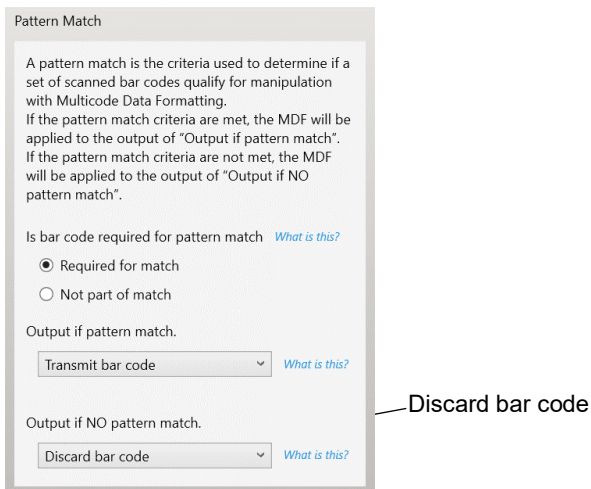 Pattern Match
A pattern match is the criteria used to determine if a
set of scanned bar codes qualify for manipulation
with Multicode Data Formatting.
If the pattern match criteria are met, the MDF will be
applied to the output of “Output if pattern match”.
If the pattern match criteria are not met, the MDF
will be applied to the output of “Output if NO
pattern match”.
Is bar code required for pattern match What is this?
Required for match
Not part of match
Output if pattern match.
Transmit bar code What is this?
Discard bar code
Output if NO pattern match.
Discard bar code What is this?